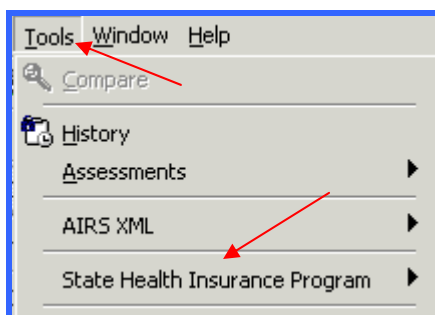 Tools Window Help
Compare
History
Assessments
AIRS XML
State Health Insurance Program